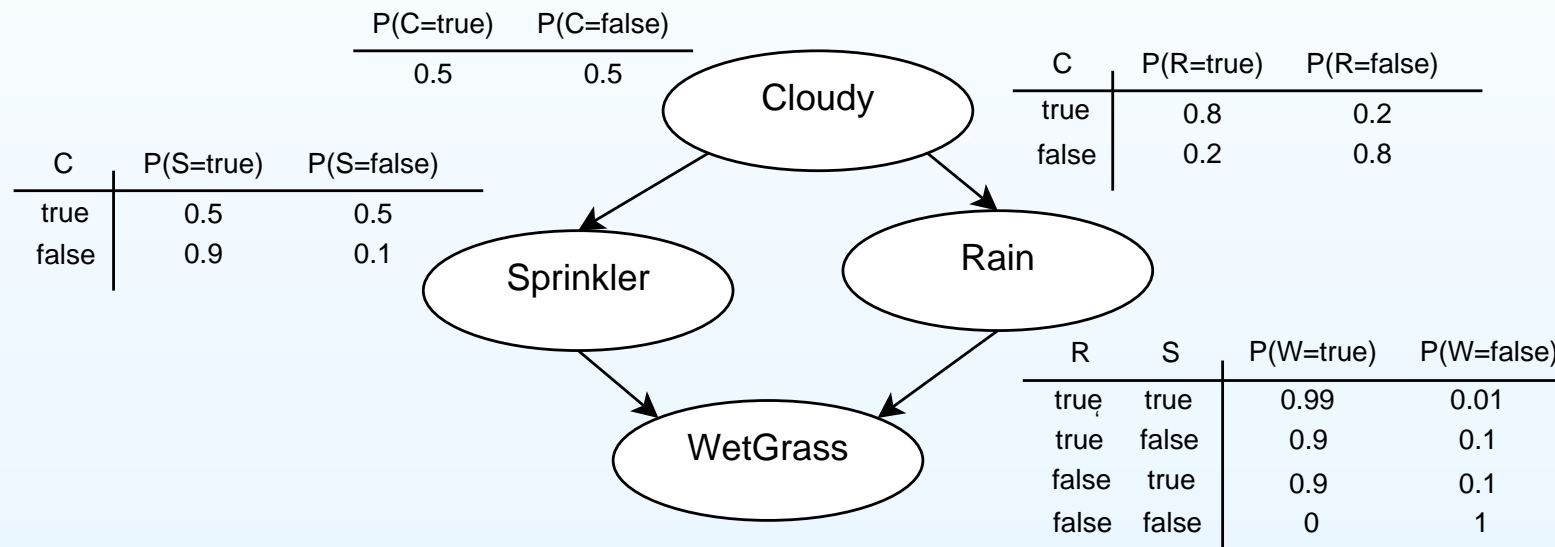 P(C=true) P(C=false)
0.5 0.5
Cloudy
C P(R=true) P(R=false)
true 0.8 0.2
false 0.2 0.8
C P(S=true) P(S=false)
true 0.5 0.5
false 0.9 0.1
Sprinkler
Rain
R S P(W=true) P(W=false)
true, true 0.99 0.01
true false 0.9 0.1
false true 0.9 0.1
false false 0 1
WetGrass